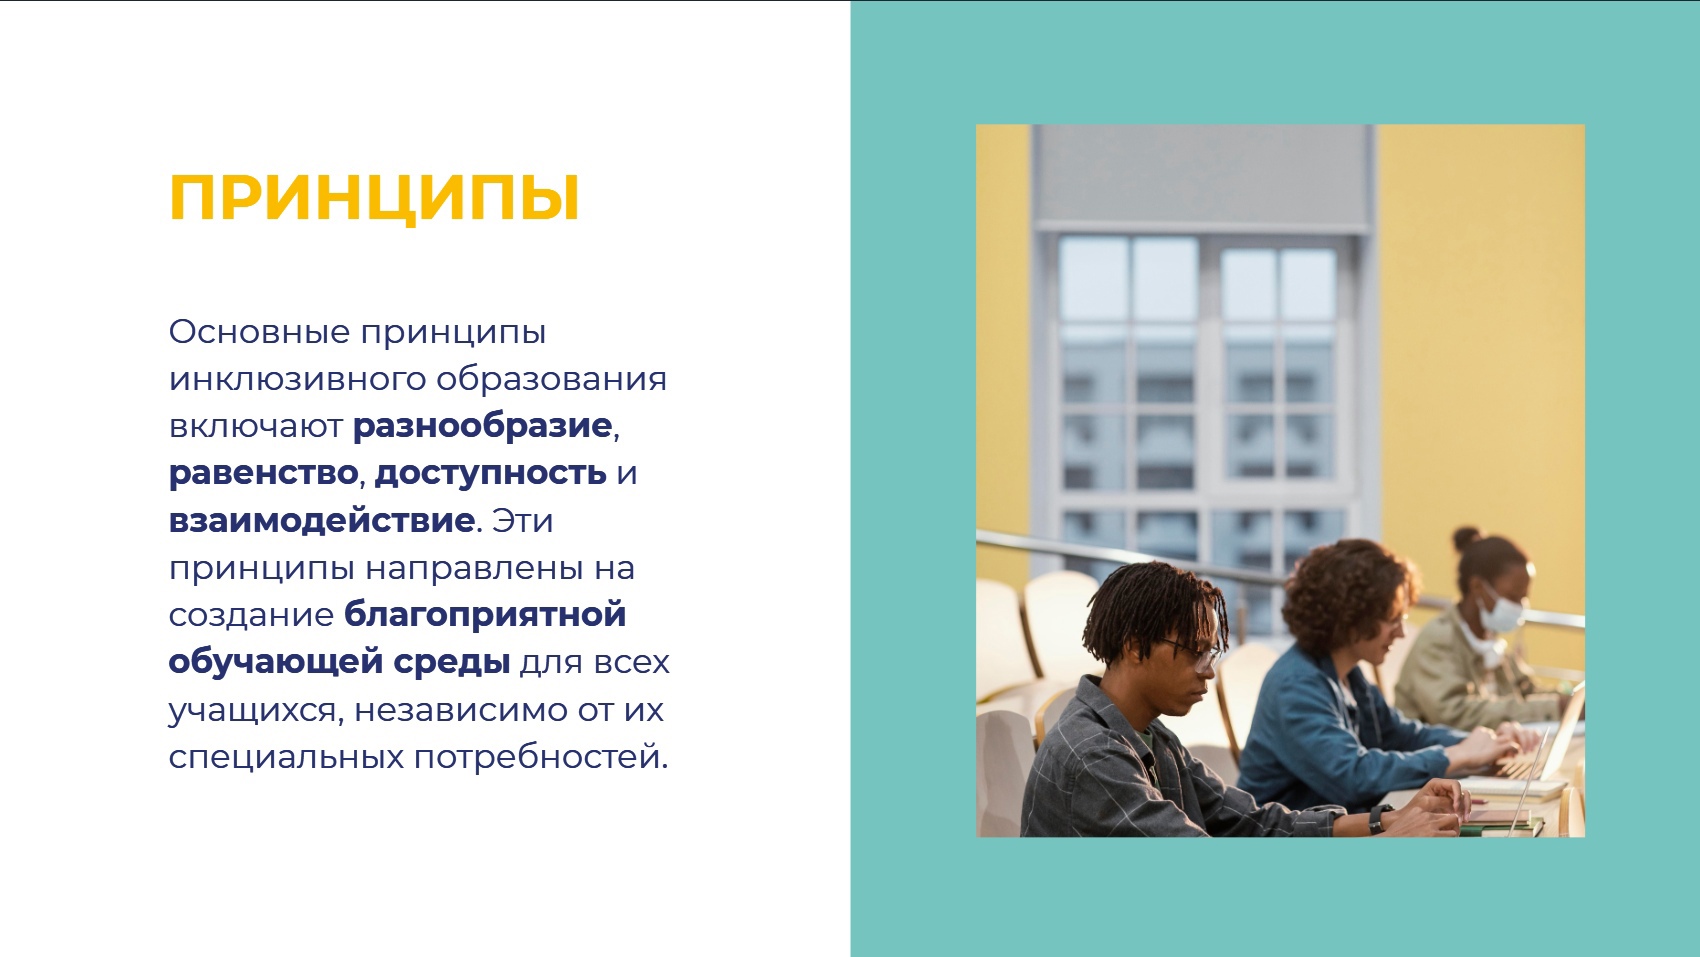 ПРИНЦИПЫ
Основные принципы
инклюзивного образования
включают разнообразие,
равенство, доступность и
взаимодействие. Эти
принципы направлены на
создание благоприятной
обучающей среды для всех
учащихся, независимо от их
специальных потребностей.